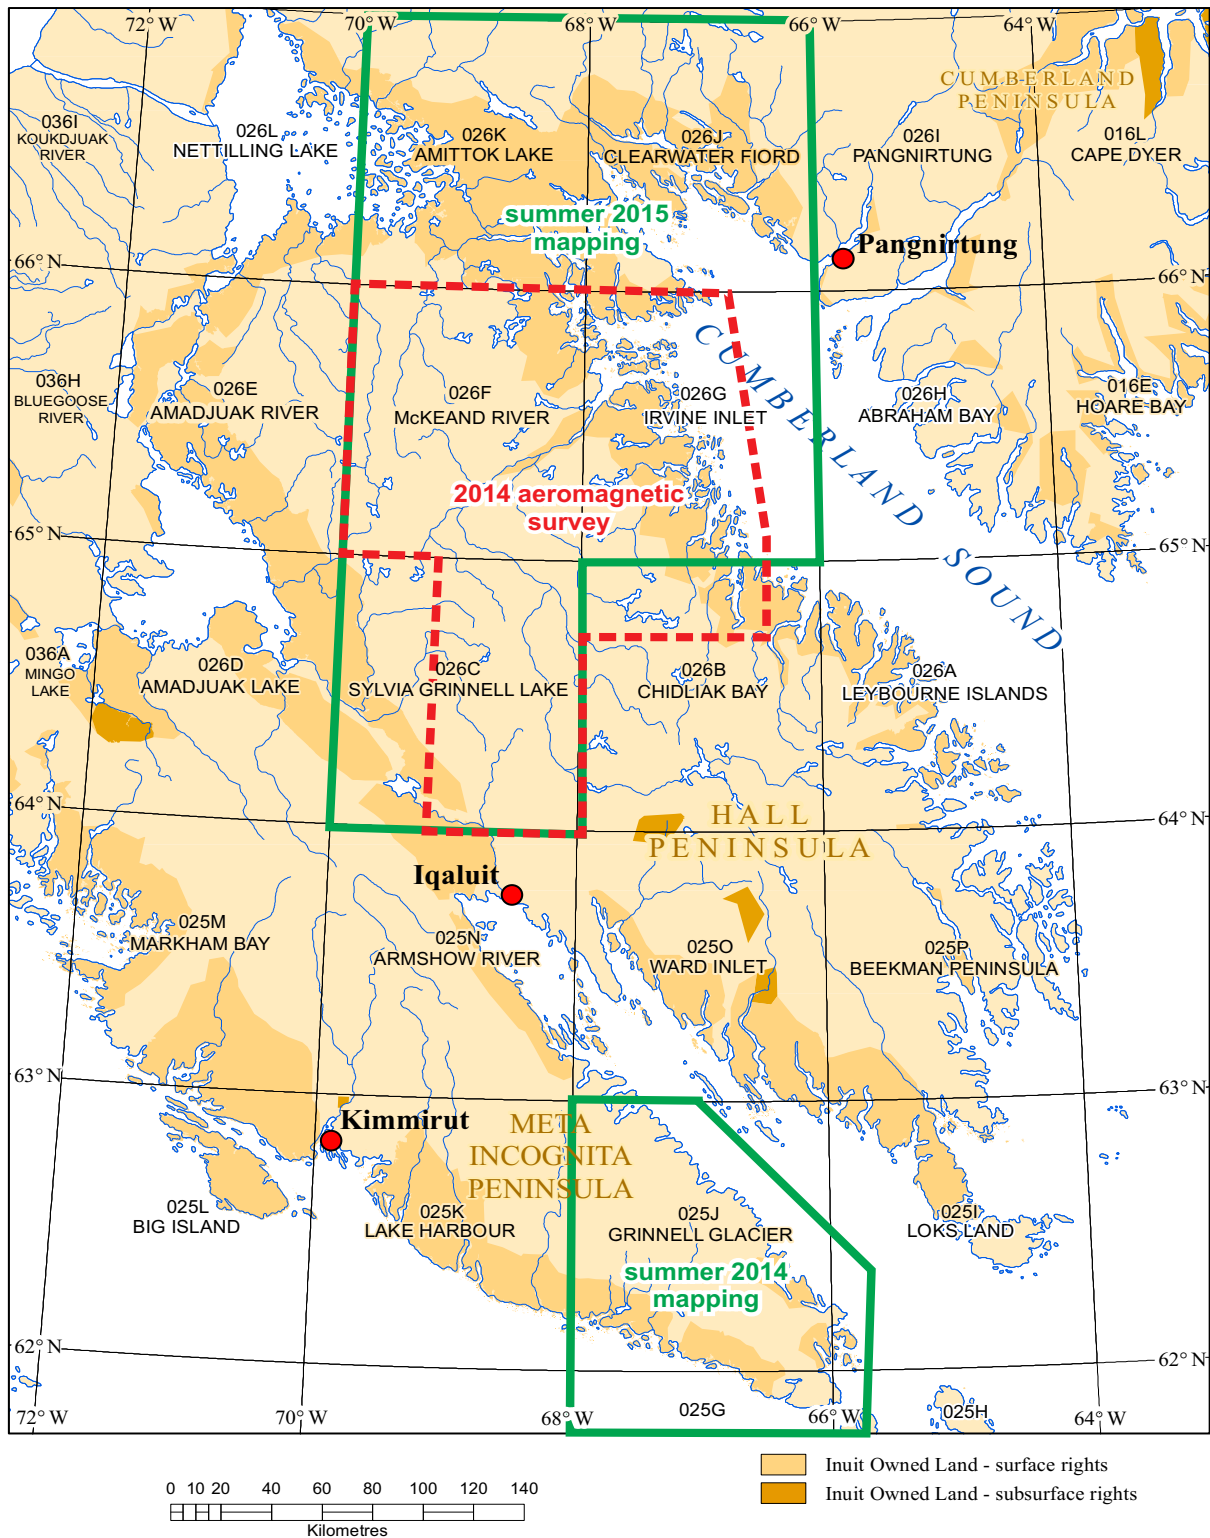 72° W
70° W
68° W
66° W
64° W
CUMBERLAND
PENINSULA
036I
KOUKDJUAK
RIVER
026L
NETTILLING LAKE
026K
AMITTOK LAKE
026J
CLEARWATER FIORD
026I
PANGNIRTUNG
016L
CAPE DYER
summer 2015
mapping
Pangnirtung
66° N
66° N
CUMBERLAND SOUND
036H
BLUEGOOSE
RIVER
026E
AMADJUAK RIVER
026F
McKEAND RIVER
026G
IRVINE INLET
026H
ABRAHAM BAY
016E
HOARE BAY
2014 aeromagnetic
survey
65° N
65° N
036A
MINGO
LAKE
026D
AMADJUAK LAKE
026C
SYLVIA GRINNELL LAKE
026B
CHIDLIAK BAY
026A
LEYBOURNE ISLANDS
64° N
64° N
HALL
PENINSULA
Iqaluit
025M
MARKHAM BAY
025N
ARMSHOW RIVER
025O
WARD INLET
025P
BEEKMAN PENINSULA
63° N
63° N
Kimmirut
META
INCOGNITA
PENINSULA
025L
BIG ISLAND
025K
LAKE HARBOUR
025J
GRINNELL GLACIER
025I
LOKS LAND
summer 2014
mapping
62° N
62° N
025G
025H
72° W
70° W
68° W
66° W
64° W
0 10 20 40 60 80 100 120 140
Kilometres
Inuit Owned Land - surface rights
Inuit Owned Land - subsurface rights